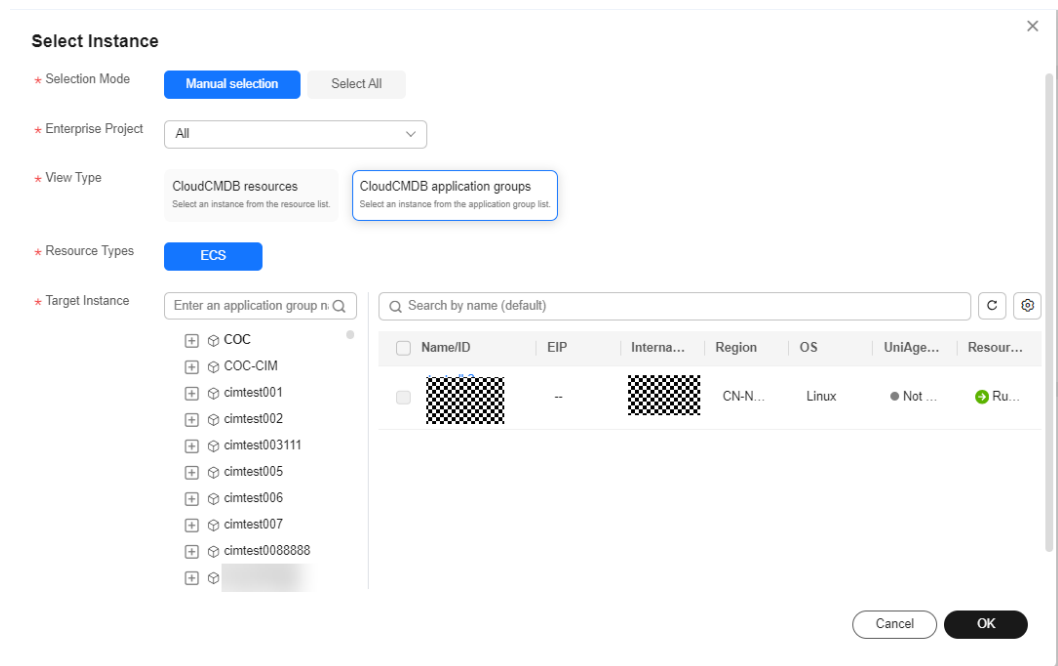 Select Instance
* Selection Mode Manual selection Select All
* Enterprise Project All
* View Type
CloudCMDB resources CloudCMDB application groups
Select an instance from the resource list. Select an instance from the application group list.
* Resource Types ECS
* Target Instance Enter an application group n Search by name (default)
COC Name/ID EIP Interna... Region OS UniAge... Resour...
COC-CIM
cimtest001 -- CN-N... Linux Not ... Ru...
cimtest002
cimtest003111
cimtest005
cimtest006
cimtest007
cimtest0088888
Cancel OK